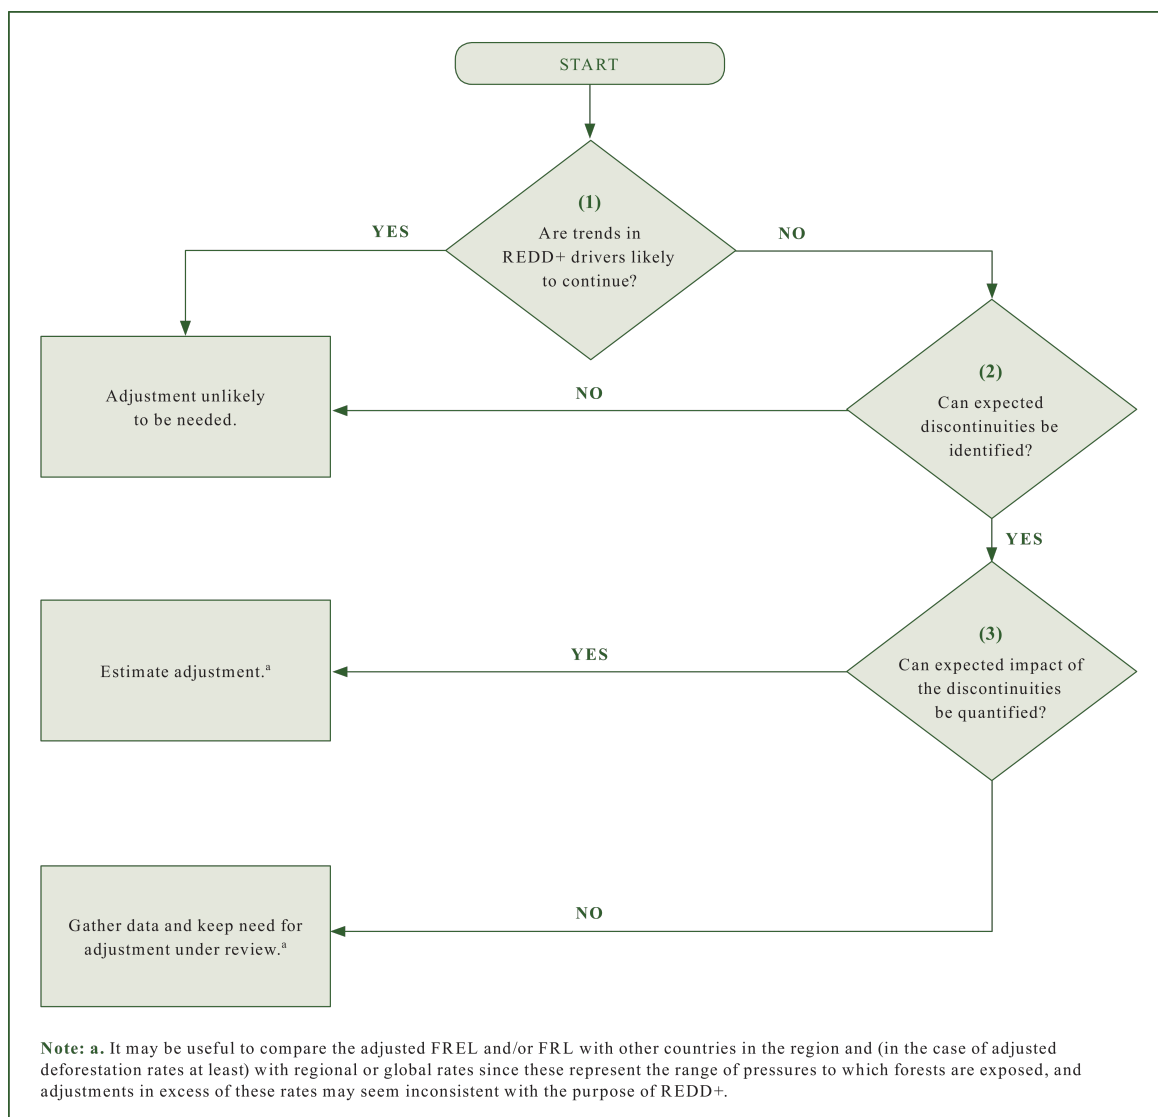 START
(1)
Are trends in
REDD+ drivers likely
to continue?
YES
NO
Adjustment unlikely
to be needed.
NO
(2)
Can expected
discontinuities be
identified?
YES
(3)
Can expected impact of
the discontinuities
be quantified?
YES
Estimate adjustment.ᵃ
NO
Gather data and keep need for
adjustment under review.ᵃ
Note: a. It may be useful to compare the adjusted FREL and/or FRL with other countries in the region and (in the case of adjusted
deforestation rates at least) with regional or global rates since these represent the range of pressures to which forests are exposed, and
adjustments in excess of these rates may seem inconsistent with the purpose of REDD+.